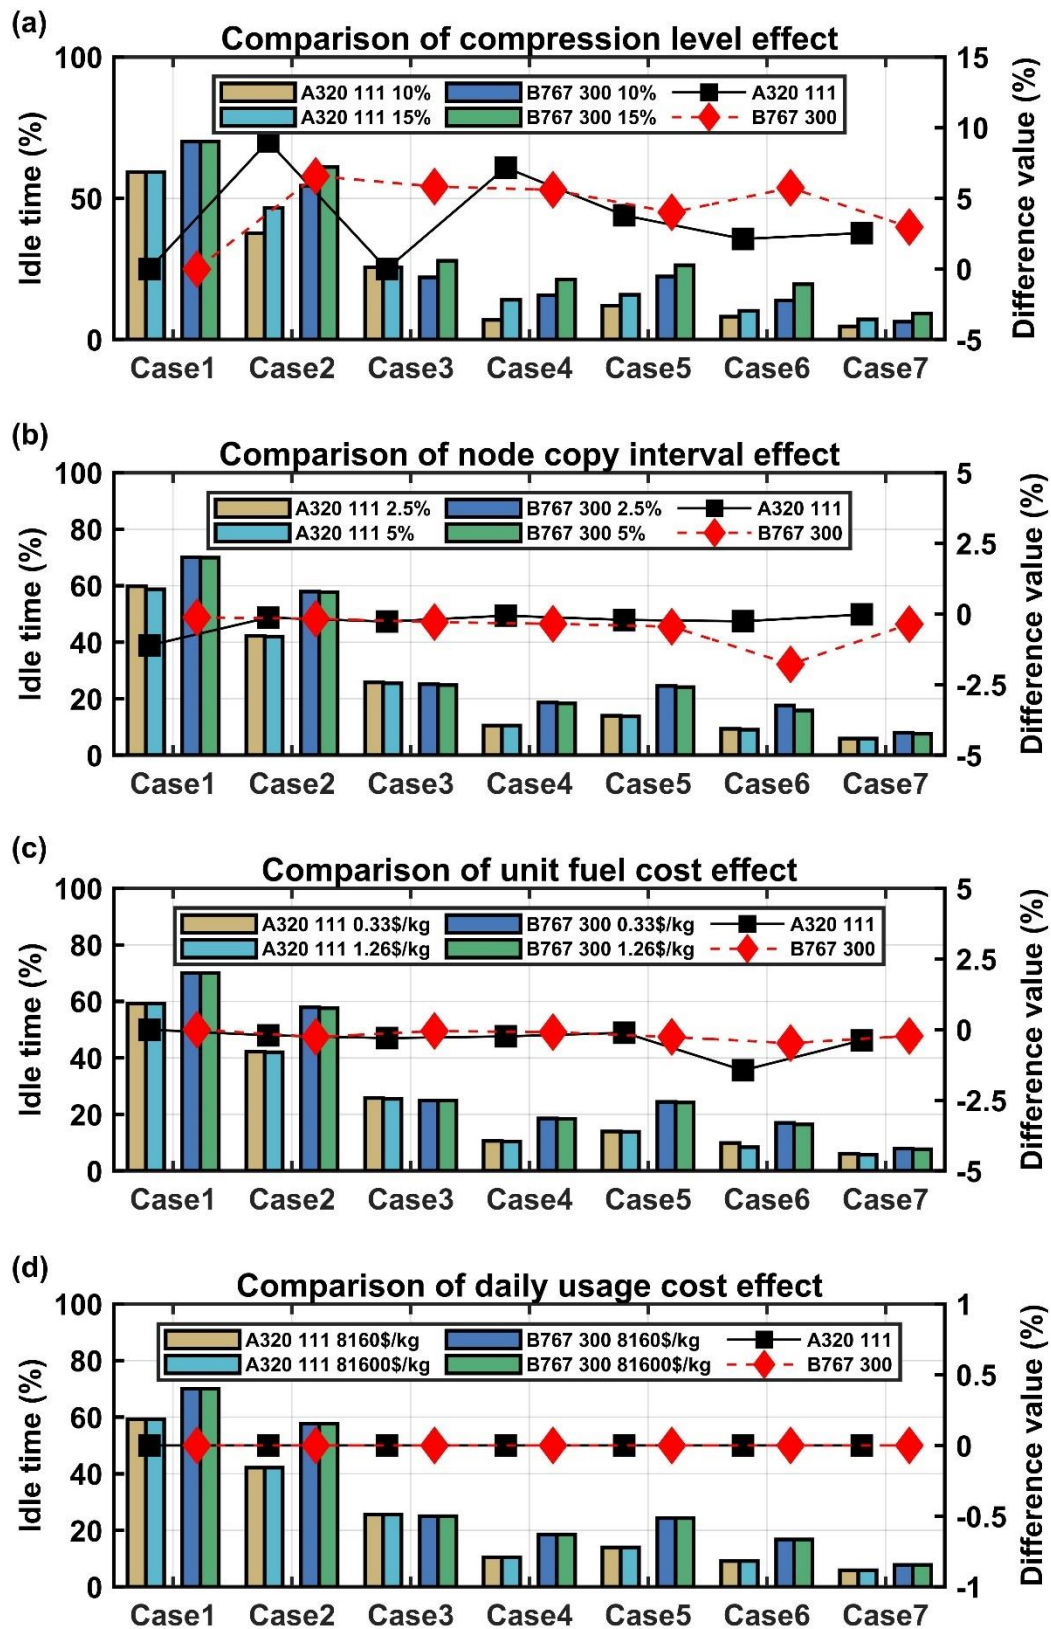 (a)
Comparison of compression level effect
A320 111 10% B767 300 10% A320 111
A320 111 15% B767 300 15% B767 300
Idle time (%)
100
50
0
Difference value (%)
15
10
5
0
-5
Case1 Case2 Case3 Case4 Case5 Case6 Case7
(b)
Comparison of node copy interval effect
A320 111 2.5% B767 300 2.5% A320 111
A320 111 5% B767 300 5% B767 300
Idle time (%)
100
80
60
40
20
0
Difference value (%)
5
2.5
0
-2.5
-5
Case1 Case2 Case3 Case4 Case5 Case6 Case7
(c)
Comparison of unit fuel cost effect
A320 111 0.33$/kg B767 300 0.33$/kg A320 111
A320 111 1.26$/kg B767 300 1.26$/kg B767 300
Idle time (%)
100
80
60
40
20
0
Difference value (%)
5
2.5
0
-2.5
-5
Case1 Case2 Case3 Case4 Case5 Case6 Case7
(d)
Comparison of daily usage cost effect
A320 111 8160$/kg B767 300 8160$/kg A320 111
A320 111 81600$/kg B767 300 81600$/kg B767 300
Idle time (%)
100
80
60
40
20
0
Difference value (%)
1
0.5
0
-0.5
-1
Case1 Case2 Case3 Case4 Case5 Case6 Case7